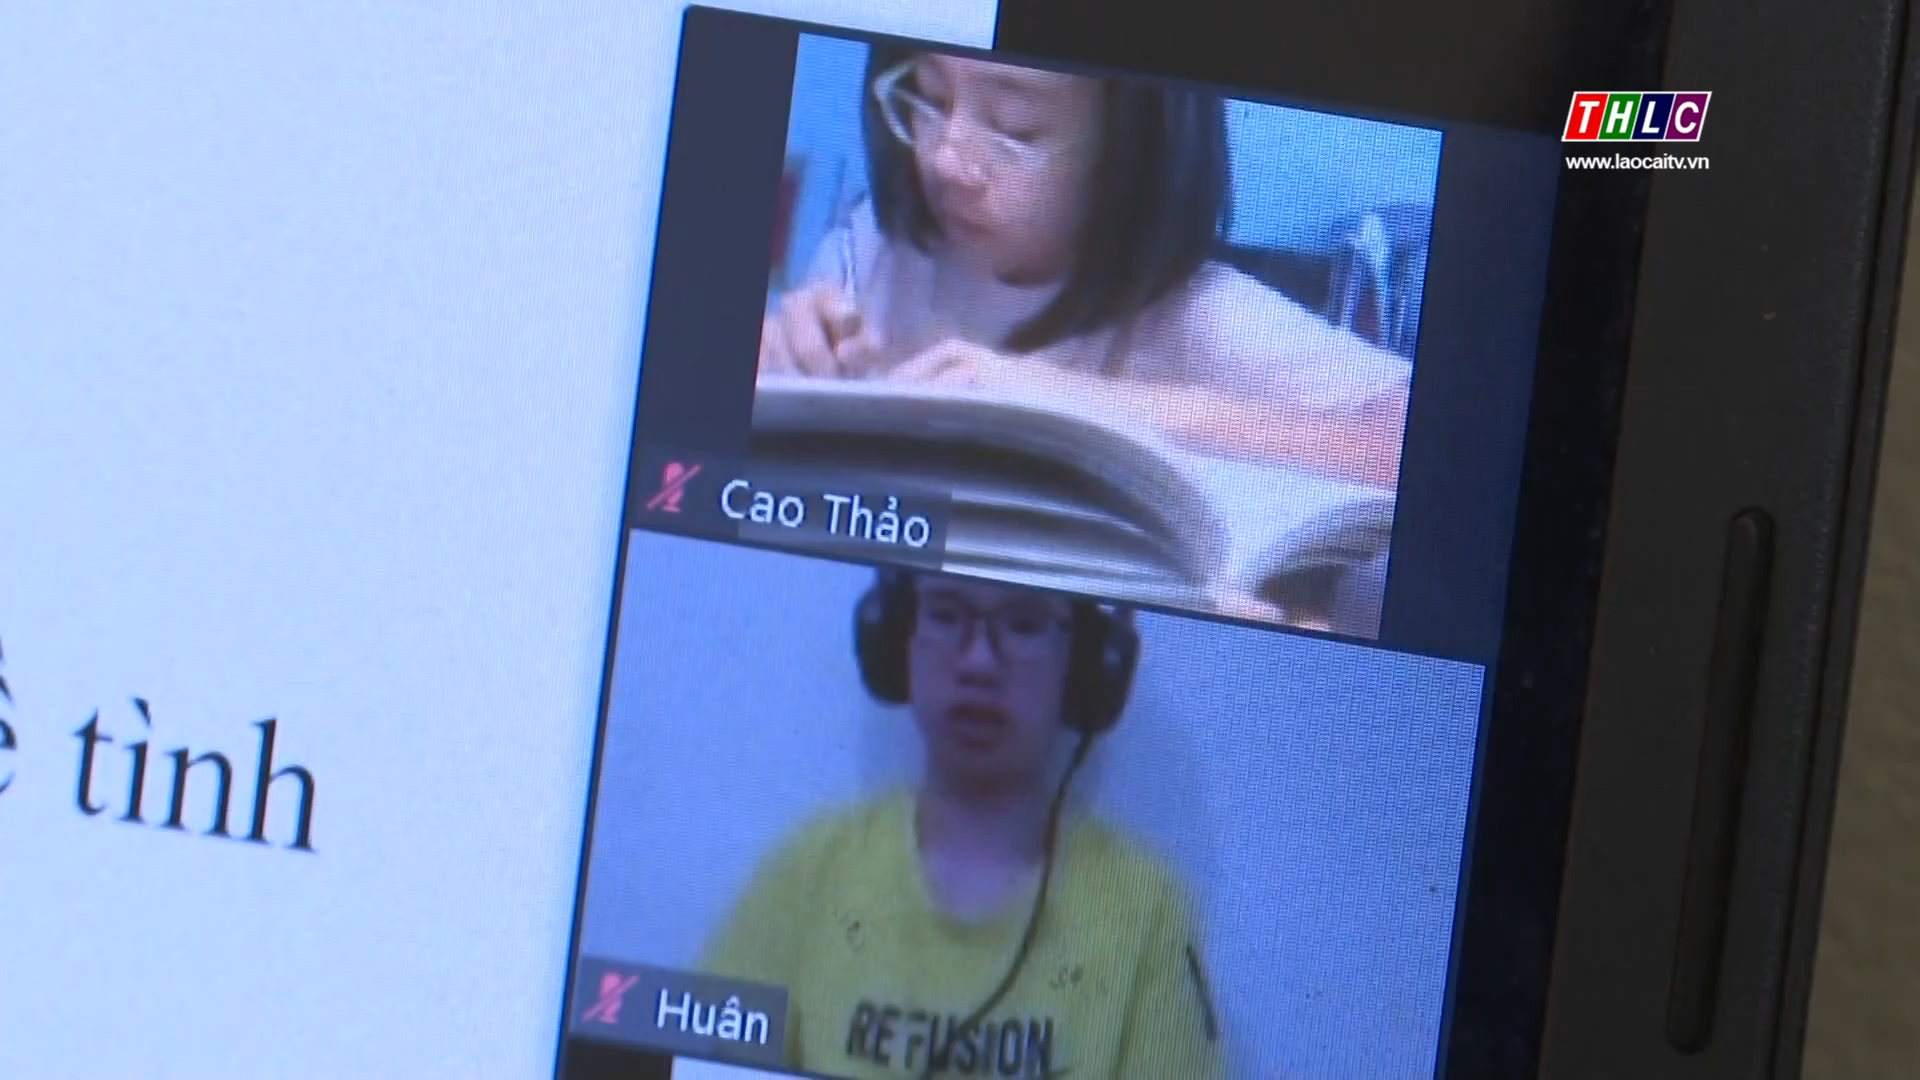 THLC
www.laocaitv.vn
Cao Thảo
tình
Huân
REFUSION